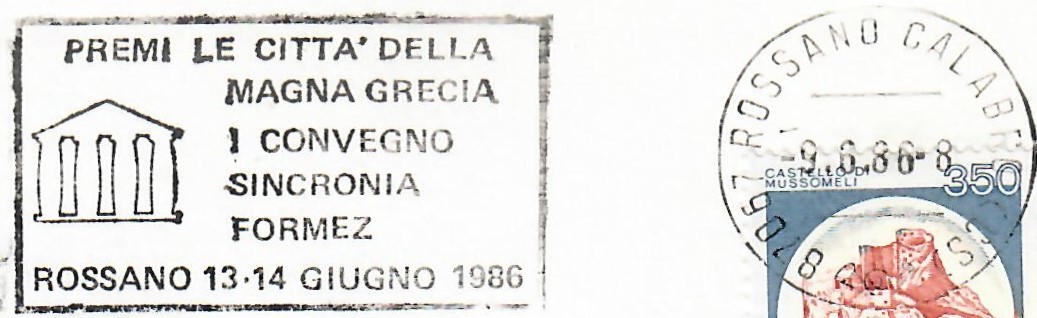 PREMI LE CITTA' DELLA
MAGNA GRECIA
I CONVEGNO
SINCRONIA
FORMEZ
ROSSANO 13·14 GIUGNO 1986
ROSSANO CALABRO
-9.6.86-8
CASTELLO DI
MUSSOMELI
350